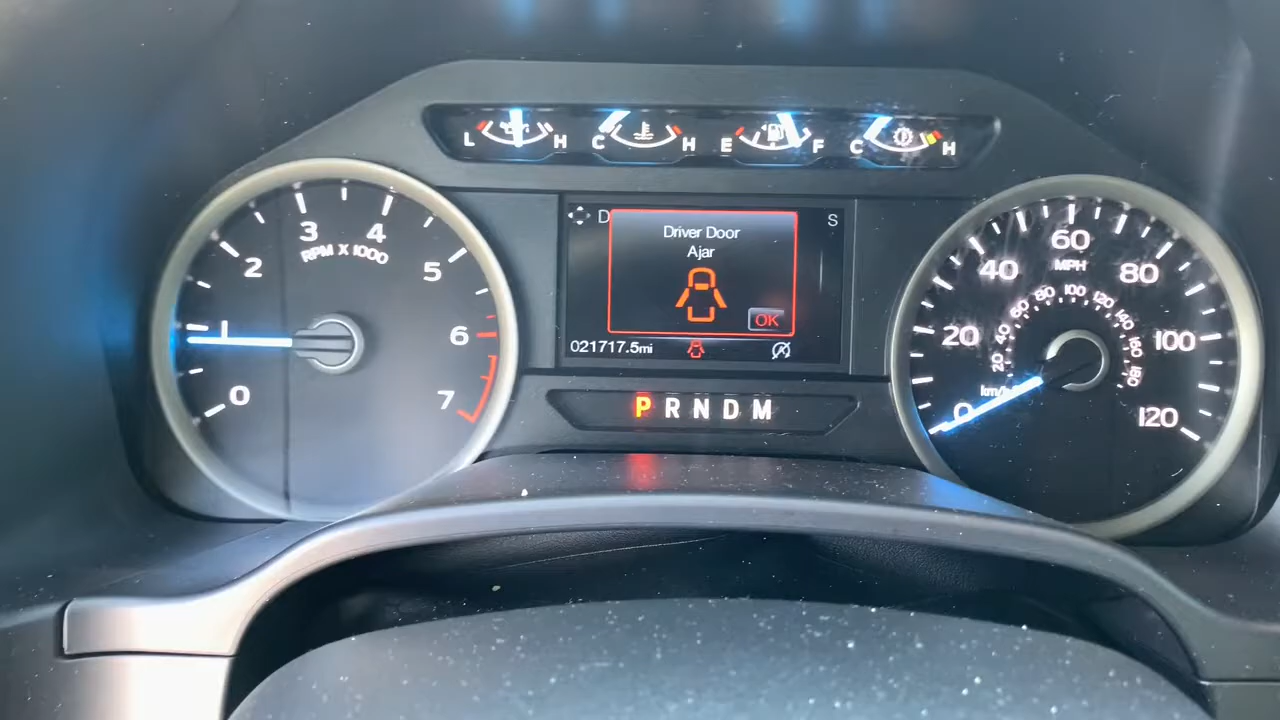 L H C H E F C H
D S
Driver Door
Ajar
OK
021717.5mi
P R N D M
0 2 3 4 5 6 7
RPM X 1000
0 20 40 60 80 100 120
MPH
20 40 60 80 100 120 140 160 180
km/h